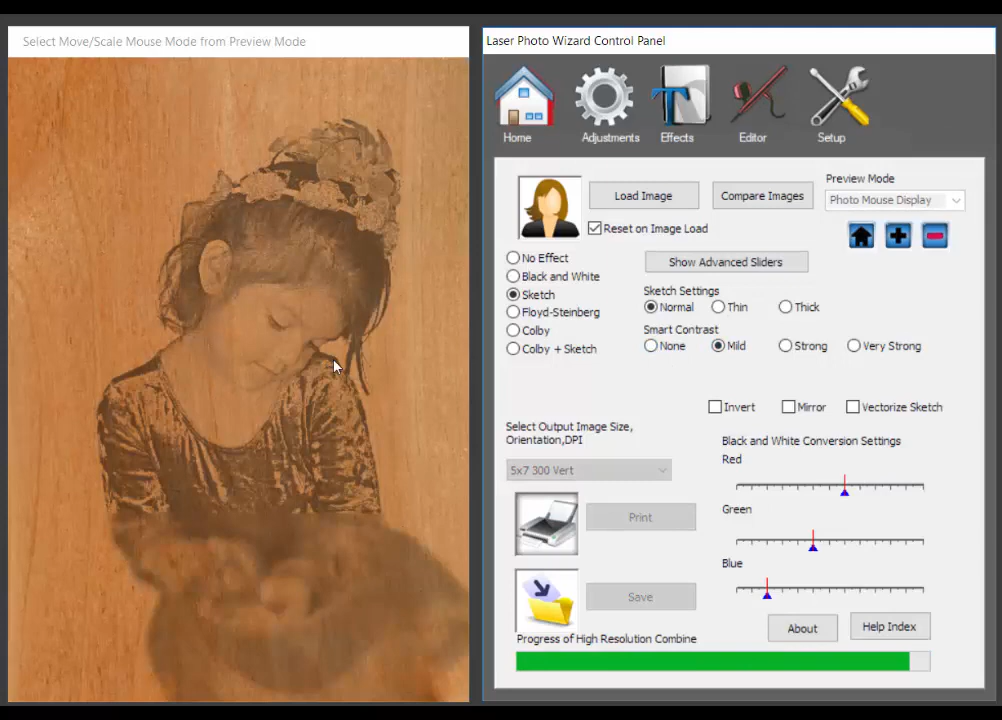 Select Move/Scale Mouse Mode from Preview Mode
Laser Photo Wizard Control Panel
Home
Adjustments
Effects
Editor
Setup
Load Image
Compare Images
Preview Mode
Photo Mouse Display
Reset on Image Load
No Effect
Black and White
Sketch
Floyd-Steinberg
Colby
Colby + Sketch
Show Advanced Sliders
Sketch Settings
Normal
Thin
Thick
Smart Contrast
None
Mild
Strong
Very Strong
Invert
Mirror
Vectorize Sketch
Select Output Image Size,
Orientation,DPI
5x7 300 Vert
Print
Save
Black and White Conversion Settings
Red
Green
Blue
About
Help Index
Progress of High Resolution Combine